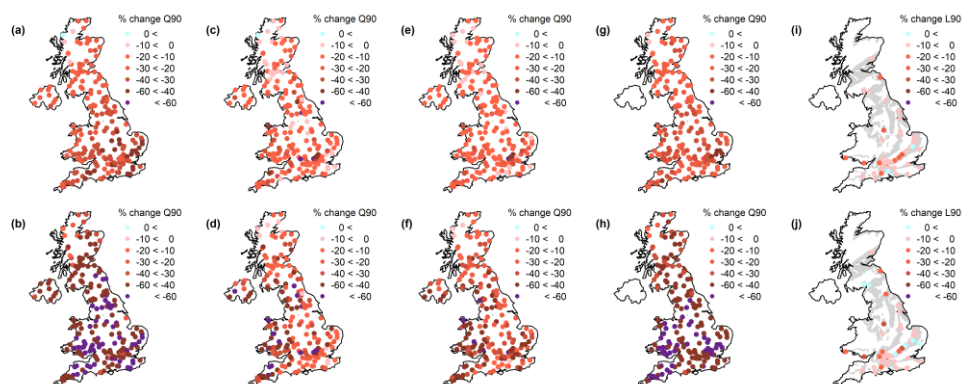 (a)
% change Q90
0 <
-10 < 0
-20 < -10
-30 < -20
-40 < -30
-60 < -40
< -60
(c)
% change Q90
0 <
-10 < 0
-20 < -10
-30 < -20
-40 < -30
-60 < -40
< -60
(e)
% change Q90
0 <
-10 < 0
-20 < -10
-30 < -20
-40 < -30
-60 < -40
< -60
(g)
% change Q90
0 <
-10 < 0
-20 < -10
-30 < -20
-40 < -30
-60 < -40
< -60
(i)
% change L90
0 <
-10 < 0
-20 < -10
-30 < -20
-40 < -30
-60 < -40
< -60
(b)
% change Q90
0 <
-10 < 0
-20 < -10
-30 < -20
-40 < -30
-60 < -40
< -60
(d)
% change Q90
0 <
-10 < 0
-20 < -10
-30 < -20
-40 < -30
-60 < -40
< -60
(f)
% change Q90
0 <
-10 < 0
-20 < -10
-30 < -20
-40 < -30
-60 < -40
< -60
(h)
% change Q90
0 <
-10 < 0
-20 < -10
-30 < -20
-40 < -30
-60 < -40
< -60
(j)
% change L90
0 <
-10 < 0
-20 < -10
-30 < -20
-40 < -30
-60 < -40
< -60